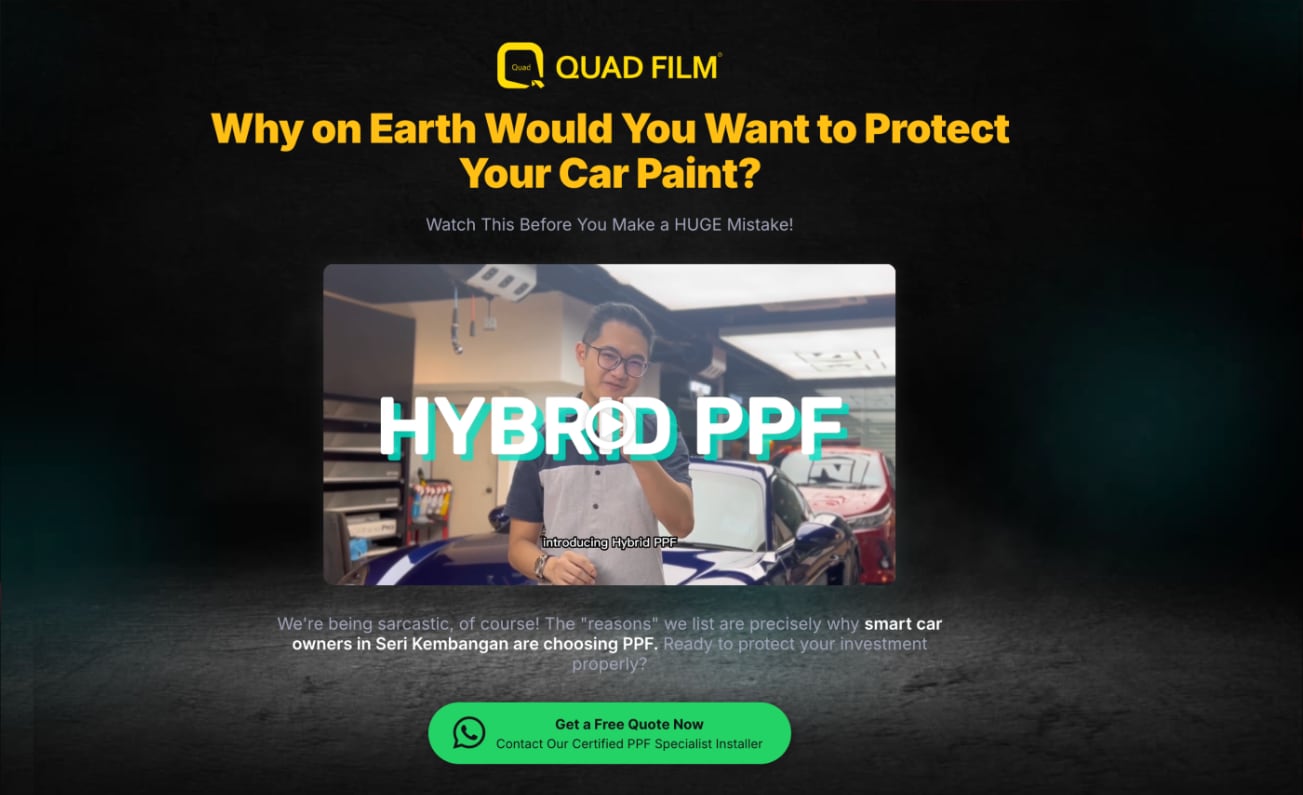 Quad
QUAD FILM®
Why on Earth Would You Want to Protect
Your Car Paint?
Watch This Before You Make a HUGE Mistake!
HYBRID PPF
introducing Hybrid PPF
We're being sarcastic, of course! The "reasons" we list are precisely why smart car
owners in Seri Kembangan are choosing PPF. Ready to protect your investment
properly?
Get a Free Quote Now
Contact Our Certified PPF Specialist Installer